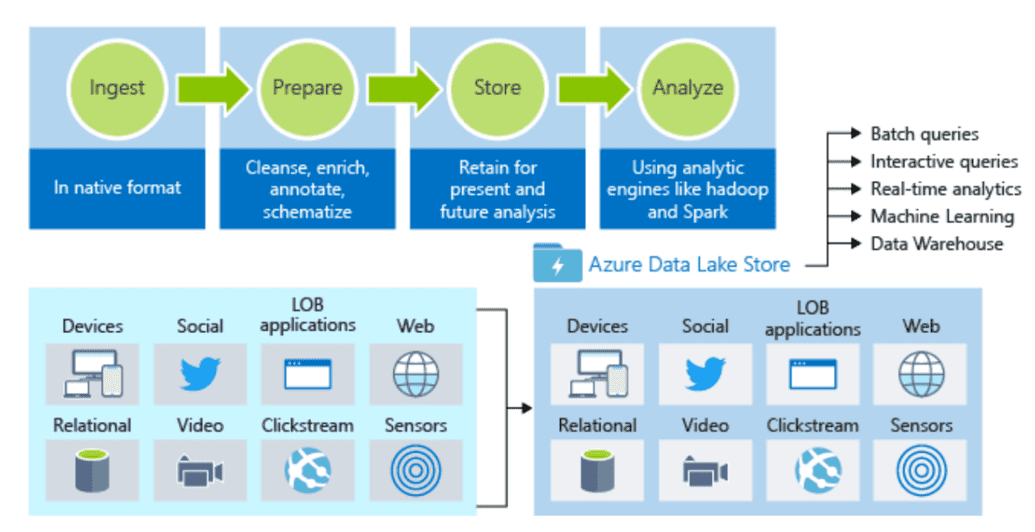 Ingest
Prepare
Store
Analyze
In native format
Cleanse, enrich,
annotate,
schematize
Retain for
present and
future analysis
Using analytic
engines like hadoop
and Spark
Batch queries
Interactive queries
Real-time analytics
Machine Learning
Data Warehouse
Azure Data Lake Store
Devices
Social
LOB
applications
Web
Relational
Video
Clickstream
Sensors
Devices
Social
LOB
applications
Web
Relational
Video
Clickstream
Sensors